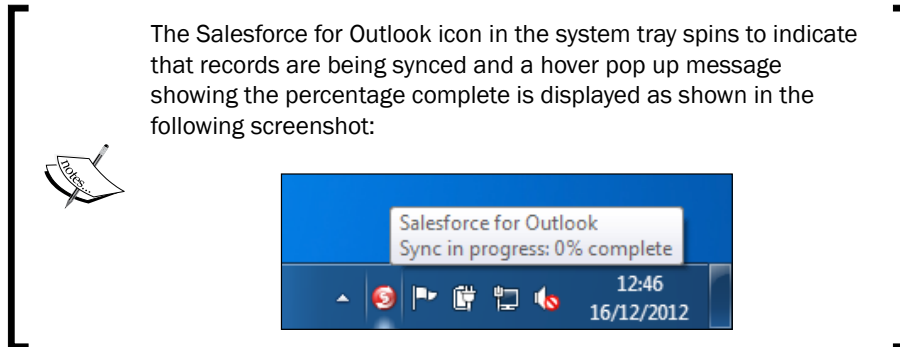 The Salesforce for Outlook icon in the system tray spins to indicate
that records are being synced and a hover pop up message
showing the percentage complete is displayed as shown in the
following screenshot:
notes...
Salesforce for Outlook
Sync in progress: 0% complete
12:46
16/12/2012